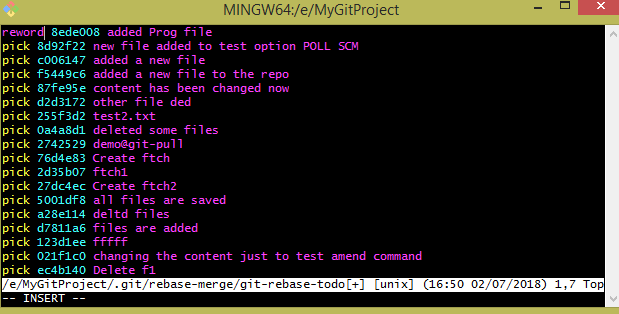 MINGW64:/e/MyGitProject
reword 8ede008 added Prog file
pick 8d92f22 new file added to test option POLL SCM
pick c006147 added a new file
pick f5449c6 added a new file to the repo
pick 87fe95e content has been changed now
pick d2d3172 other file ded
pick 255f3d2 test2.txt
pick 0a4a8d1 deleted some files
pick 2742529 demo@git-pull
pick 76d4e83 Create ftch
pick 2d35b07 ftch1
pick 27dc4ec Create ftch2
pick 5001df8 all files are saved
pick a28e114 deltd files
pick d7811a6 files are added
pick 123d1ee fffff
pick 021f1c0 changing the content just to test amend command
pick ec4b140 Delete f1
/e/MyGitProject/.git/rebase-merge/git-rebase-todo[+] [unix] (16:50 02/07/2018) 1,7 Top
-- INSERT --